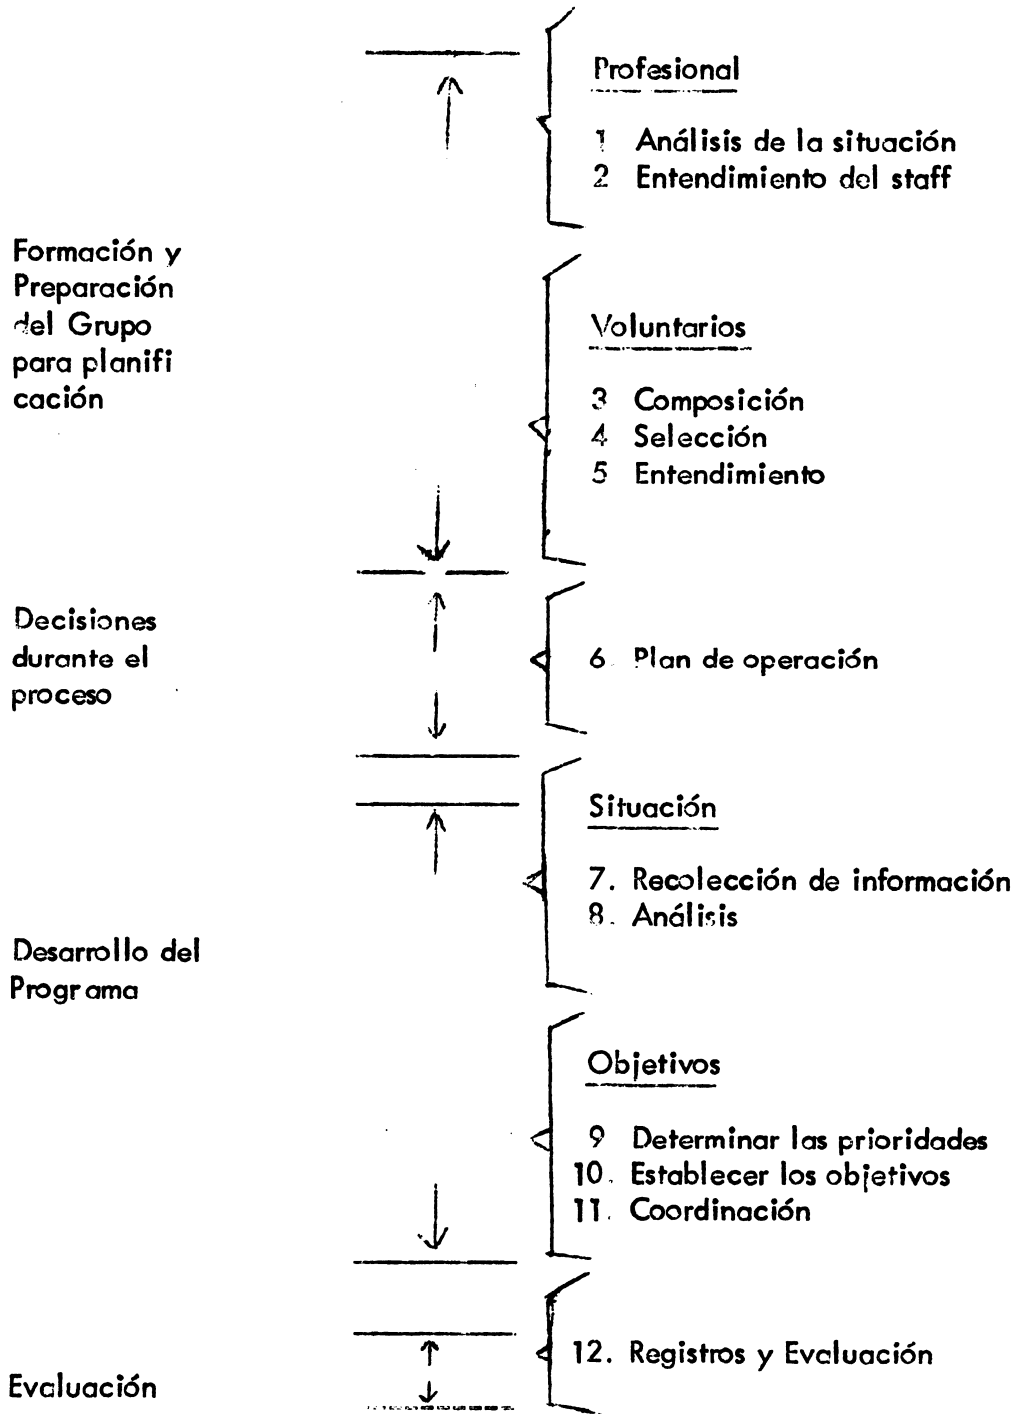 Profesional
1 Análisis de la situación
2 Entendimiento del staff
Formación y
Preparación
del Grupo
para planifi
cación
Voluntarios
3 Composición
4 Selección
5 Entendimiento
Decisiones
durante el
proceso
6. Plan de operación
Situación
7. Recolección de información
8. Análisis
Desarrollo del
Programa
Objetivos
9 Determinar las prioridades
10. Establecer los objetivos
11. Coordinación
12. Registros y Evaluación
Evaluación